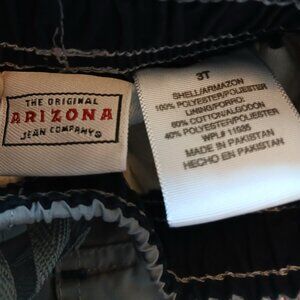 THE ORIGINAL
ARIZONA
JEAN COMPANY®
3T
SHELL/ARMAZON
100% POLYESTER/POLIESTER
LINING/FORRO:
60% COTTON/ALGODON
40% POLYESTER/POLIESTER
WPL# 11035
MADE IN PAKISTAN
HECHO EN PAKISTAN